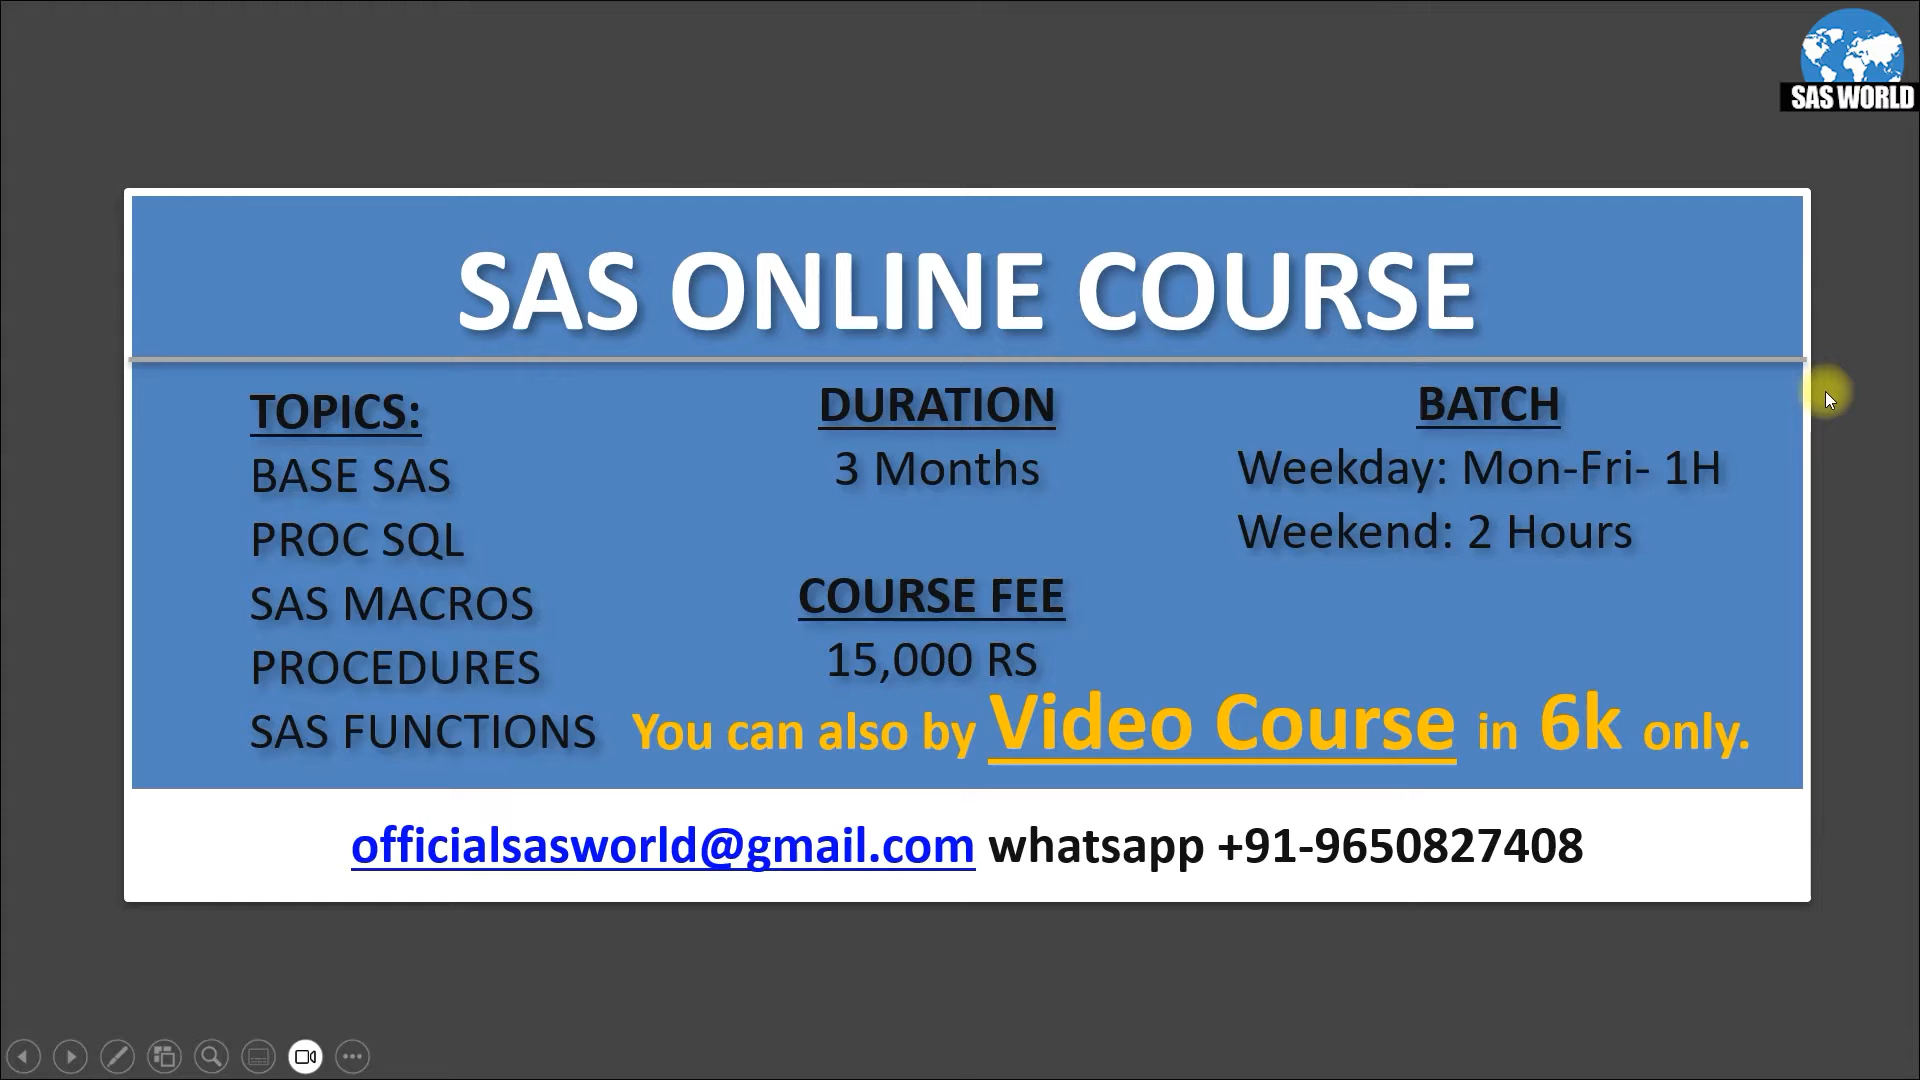 SAS WORLD
SAS ONLINE COURSE
TOPICS:
BASE SAS
PROC SQL
SAS MACROS
PROCEDURES
SAS FUNCTIONS
DURATION
3 Months
COURSE FEE
15,000 RS
BATCH
Weekday: Mon-Fri- 1H
Weekend: 2 Hours
You can also by Video Course in 6k only.
officialsasworld@gmail.com whatsapp +91-9650827408